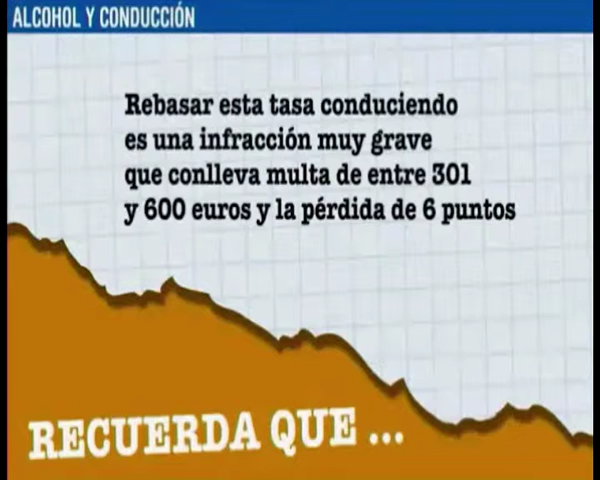 ALCOHOL Y CONDUCCIÓN
Rebasar esta tasa conduciendo
es una infracción muy grave
que conlleva multa de entre 301
y 600 euros y la pérdida de 6 puntos
RECUERDA QUE ...